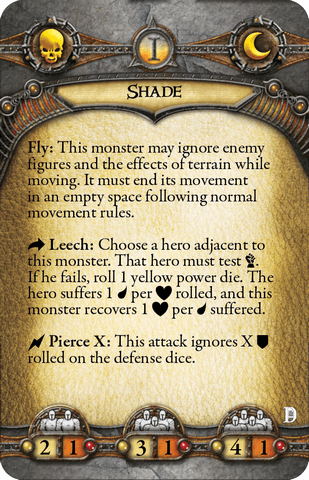 I
SHADE
Fly: This monster may ignore enemy
figures and the effects of terrain while
moving. It must end its movement
in an empty space following normal
movement rules.
Leech: Choose a hero adjacent to
this monster. That hero must test .
If he fails, roll 1 yellow power die. The
hero suffers 1 per rolled, and this
monster recovers 1 per suffered.
Pierce X: This attack ignores X
rolled on the defense dice.
2 1 3 1 4 1